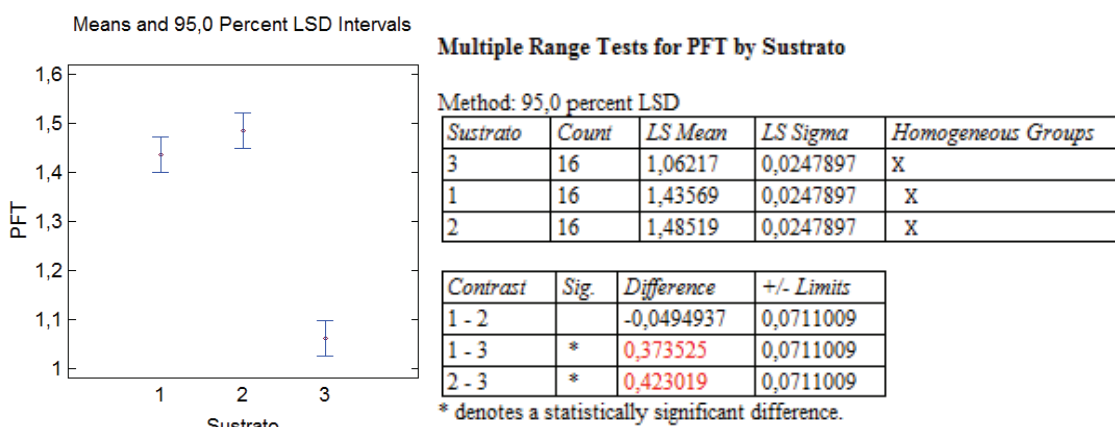 Means and 95,0 Percent LSD Intervals
1,6
1,5
1,4
1,3
1,2
1,1
1
PFT
1 2 3
Sustrato
Multiple Range Tests for PFT by Sustrato
Method: 95,0 percent LSD
Sustrato Count LS Mean LS Sigma Homogeneous Groups
3 16 1,06217 0,0247897 X
1 16 1,43569 0,0247897 X
2 16 1,48519 0,0247897 X
Contrast Sig. Difference +/- Limits
1 - 2 -0,0494937 0,0711009
1 - 3 * 0,373525 0,0711009
2 - 3 * 0,423019 0,0711009
* denotes a statistically significant difference.